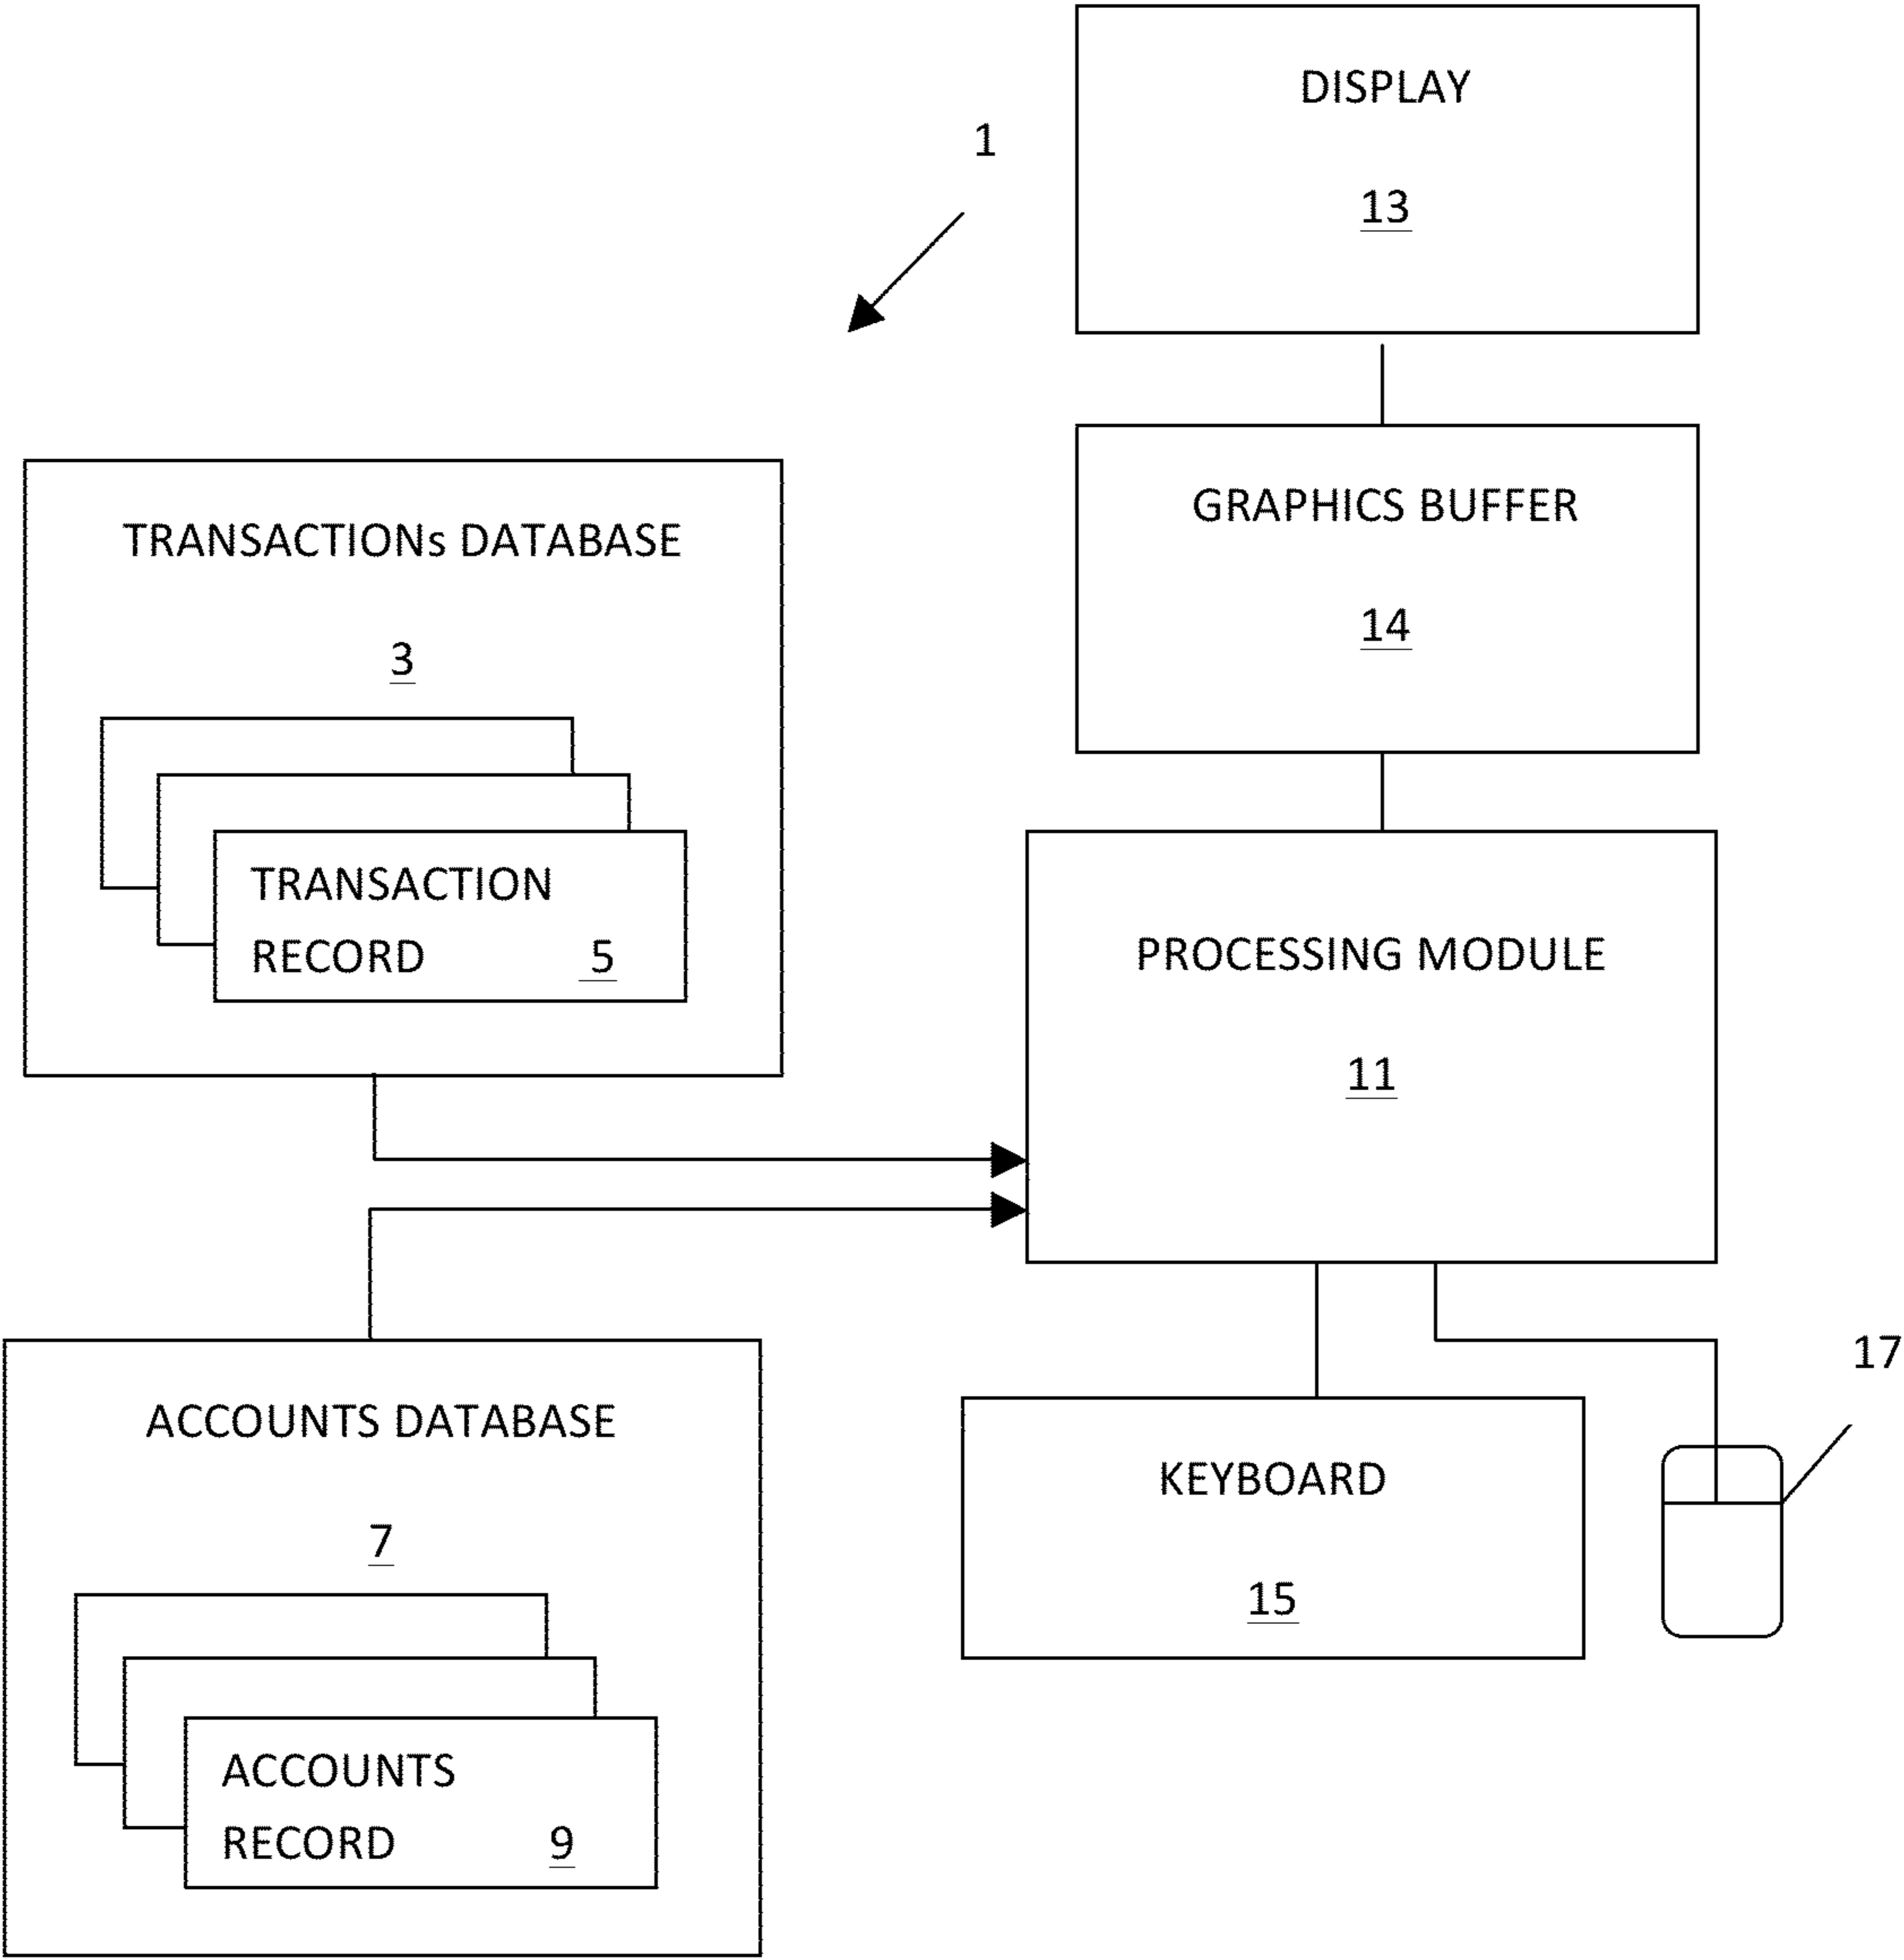 DISPLAY
1
13
GRAPHICS BUFFER
TRANSACTIONs DATABASE
14
3
TRANSACTION
RECORD 5
PROCESSING MODULE
11
17
ACCOUNTS DATABASE
KEYBOARD
7
15
ACCOUNTS
RECORD 9